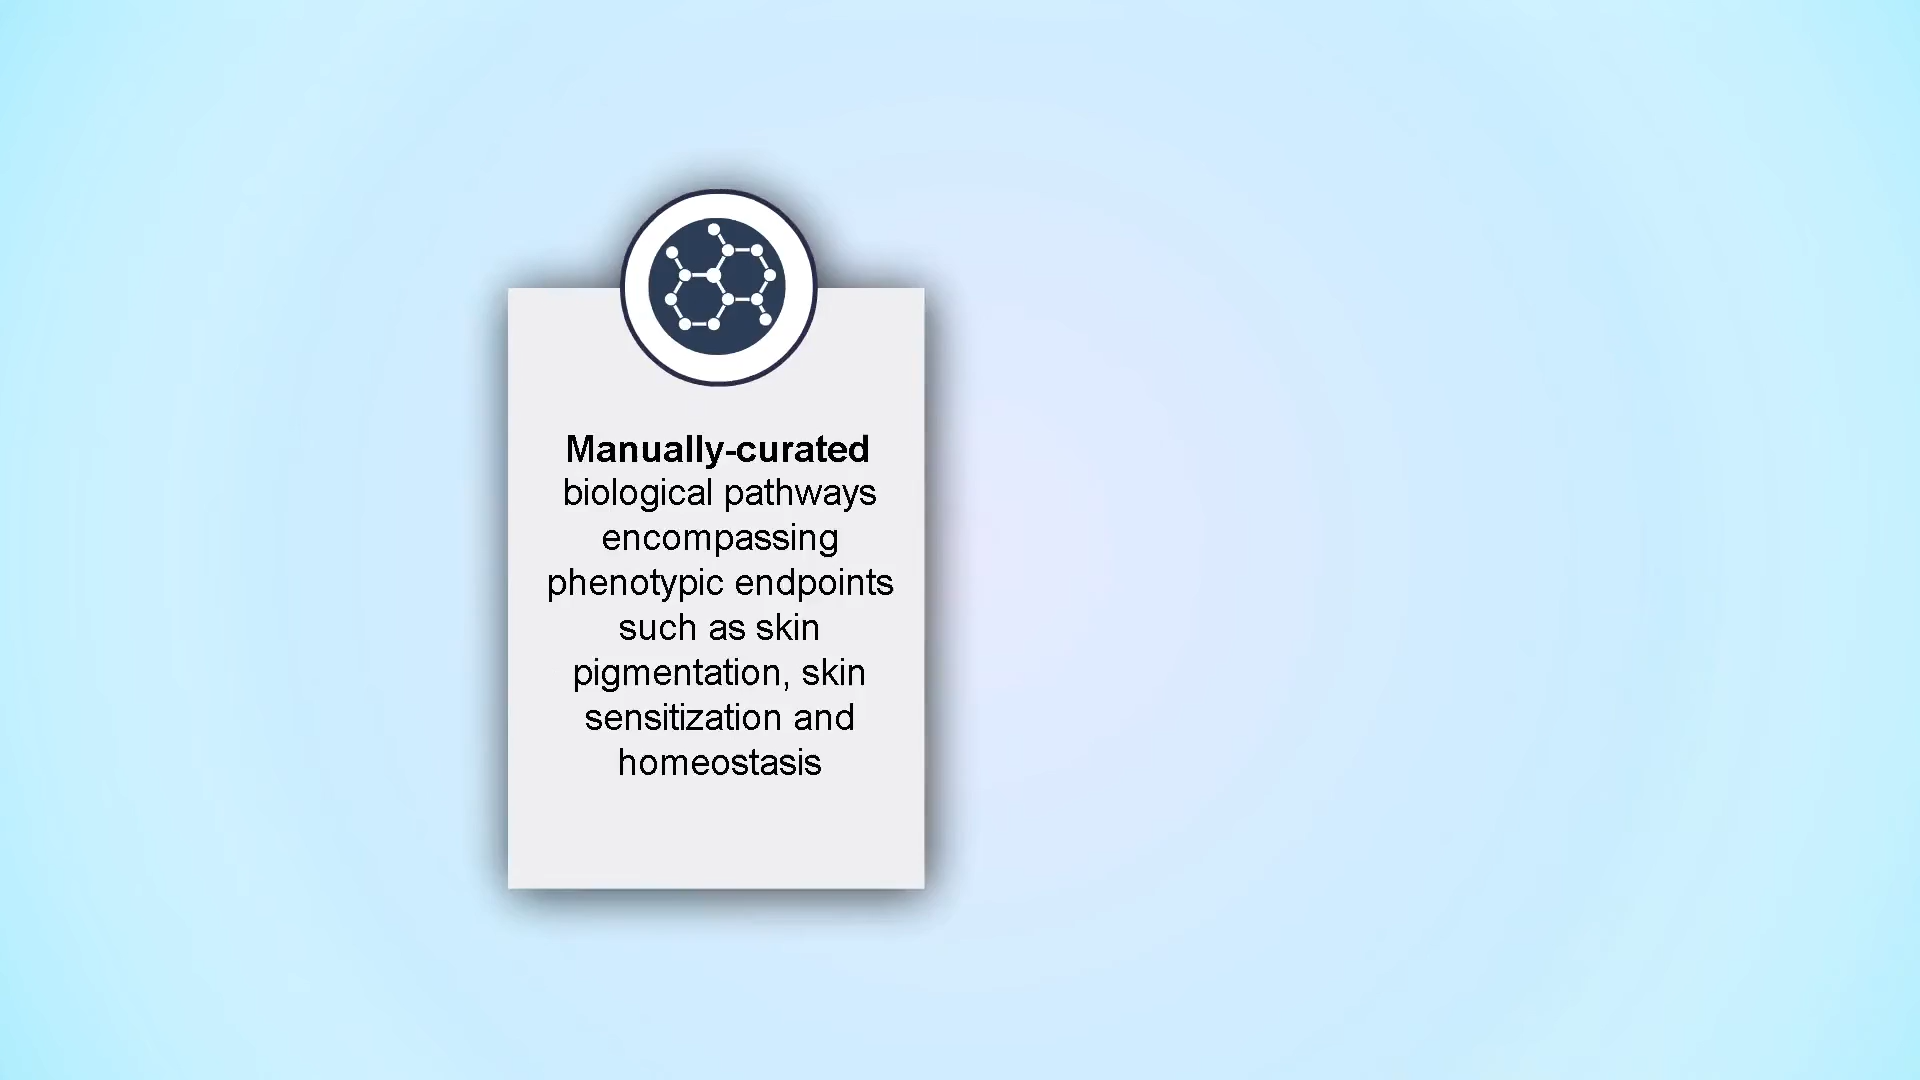 Manually-curated
biological pathways
encompassing
phenotypic endpoints
such as skin
pigmentation, skin
sensitization and
homeostasis